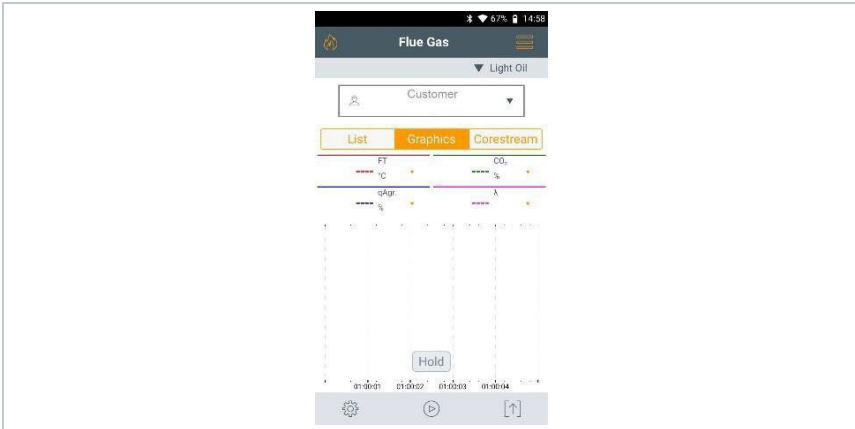 67% 14:58
Flue Gas
Light Oil
Customer
List Graphics Corestream
FT CO₂
---- °C ---- %
qAgr. λ
---- % ----
Hold
01:00:01 01:00:02 01:00:03 01:00:04